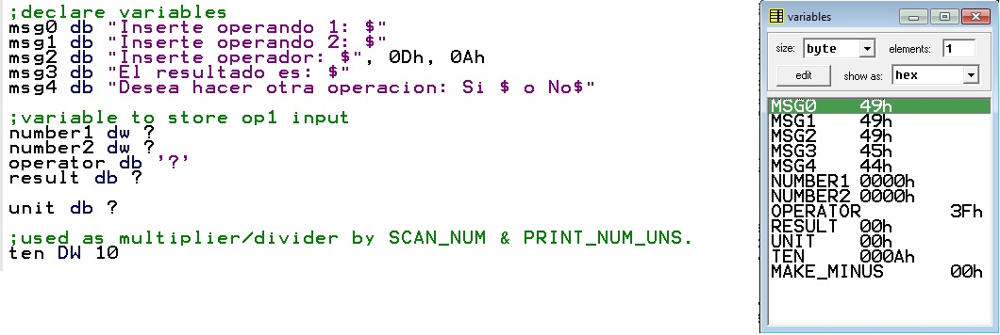 ;declare variables
msg0 db "Inserte operando 1: $"
msg1 db "Inserte operando 2: $"
msg2 db "Inserte operador: $", 0Dh, 0Ah
msg3 db "El resultado es: $"
msg4 db "Desea hacer otra operacion: Si $ o No$"
;variable to store op1 input
number1 dw ?
number2 dw ?
operator db '?'
result db ?
unit db ?
;used as multiplier/divider by SCAN_NUM & PRINT_NUM_UNS.
ten DW 10
variables
size: byte elements: 1
edit show as: hex
MSG0 49h
MSG1 49h
MSG2 49h
MSG3 45h
MSG4 44h
NUMBER1 0000h
NUMBER2 0000h
OPERATOR 3Fh
RESULT 00h
UNIT 00h
TEN 000Ah
MAKE_MINUS 00h